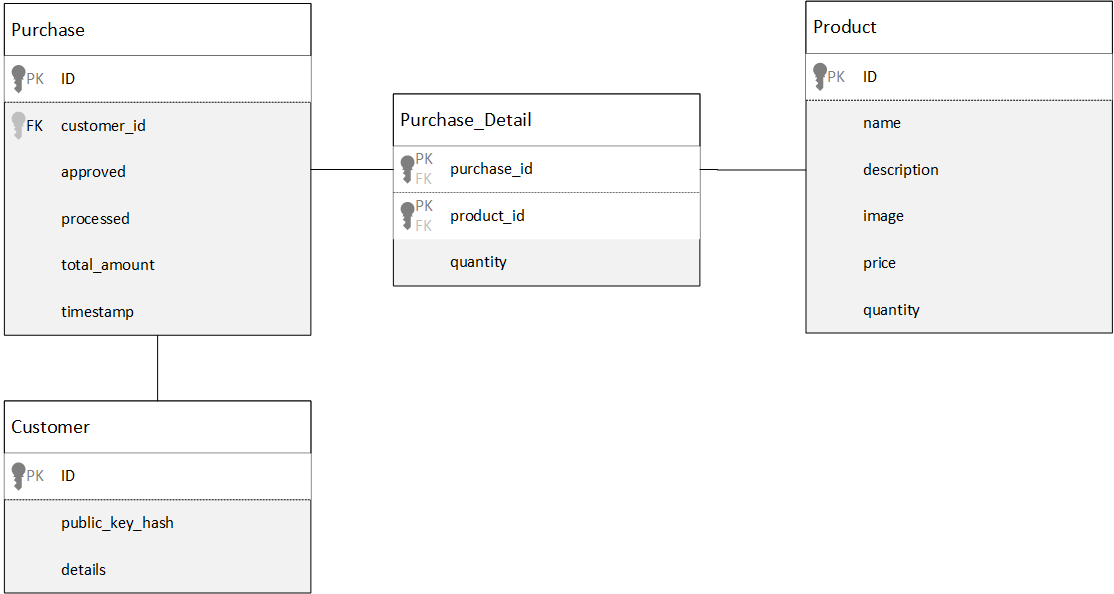 Purchase
PK ID
FK customer_id
approved
processed
total_amount
timestamp
Purchase_Detail
PK
FK purchase_id
PK
FK product_id
quantity
Product
PK ID
name
description
image
price
quantity
Customer
PK ID
public_key_hash
details